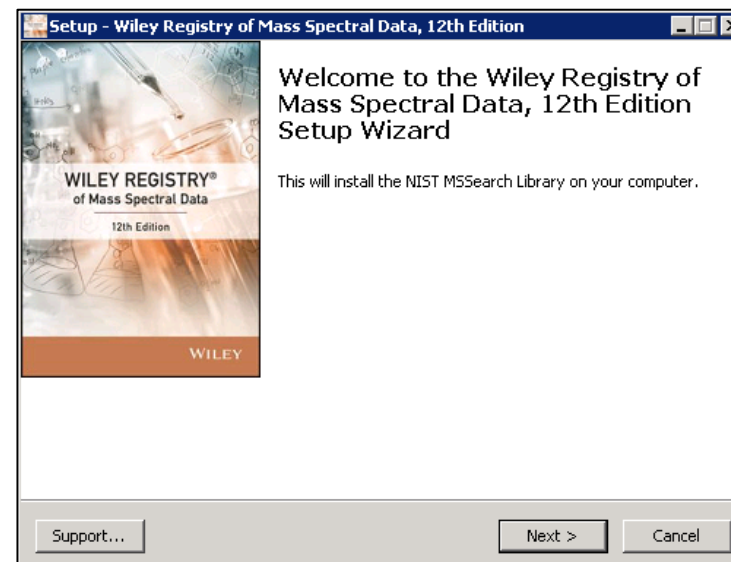 Setup - Wiley Registry of Mass Spectral Data, 12th Edition
WILEY REGISTRY®
of Mass Spectral Data
12th Edition
WILEY
Welcome to the Wiley Registry of
Mass Spectral Data, 12th Edition
Setup Wizard
This will install the NIST MSSearch Library on your computer.
Support...
Next >
Cancel